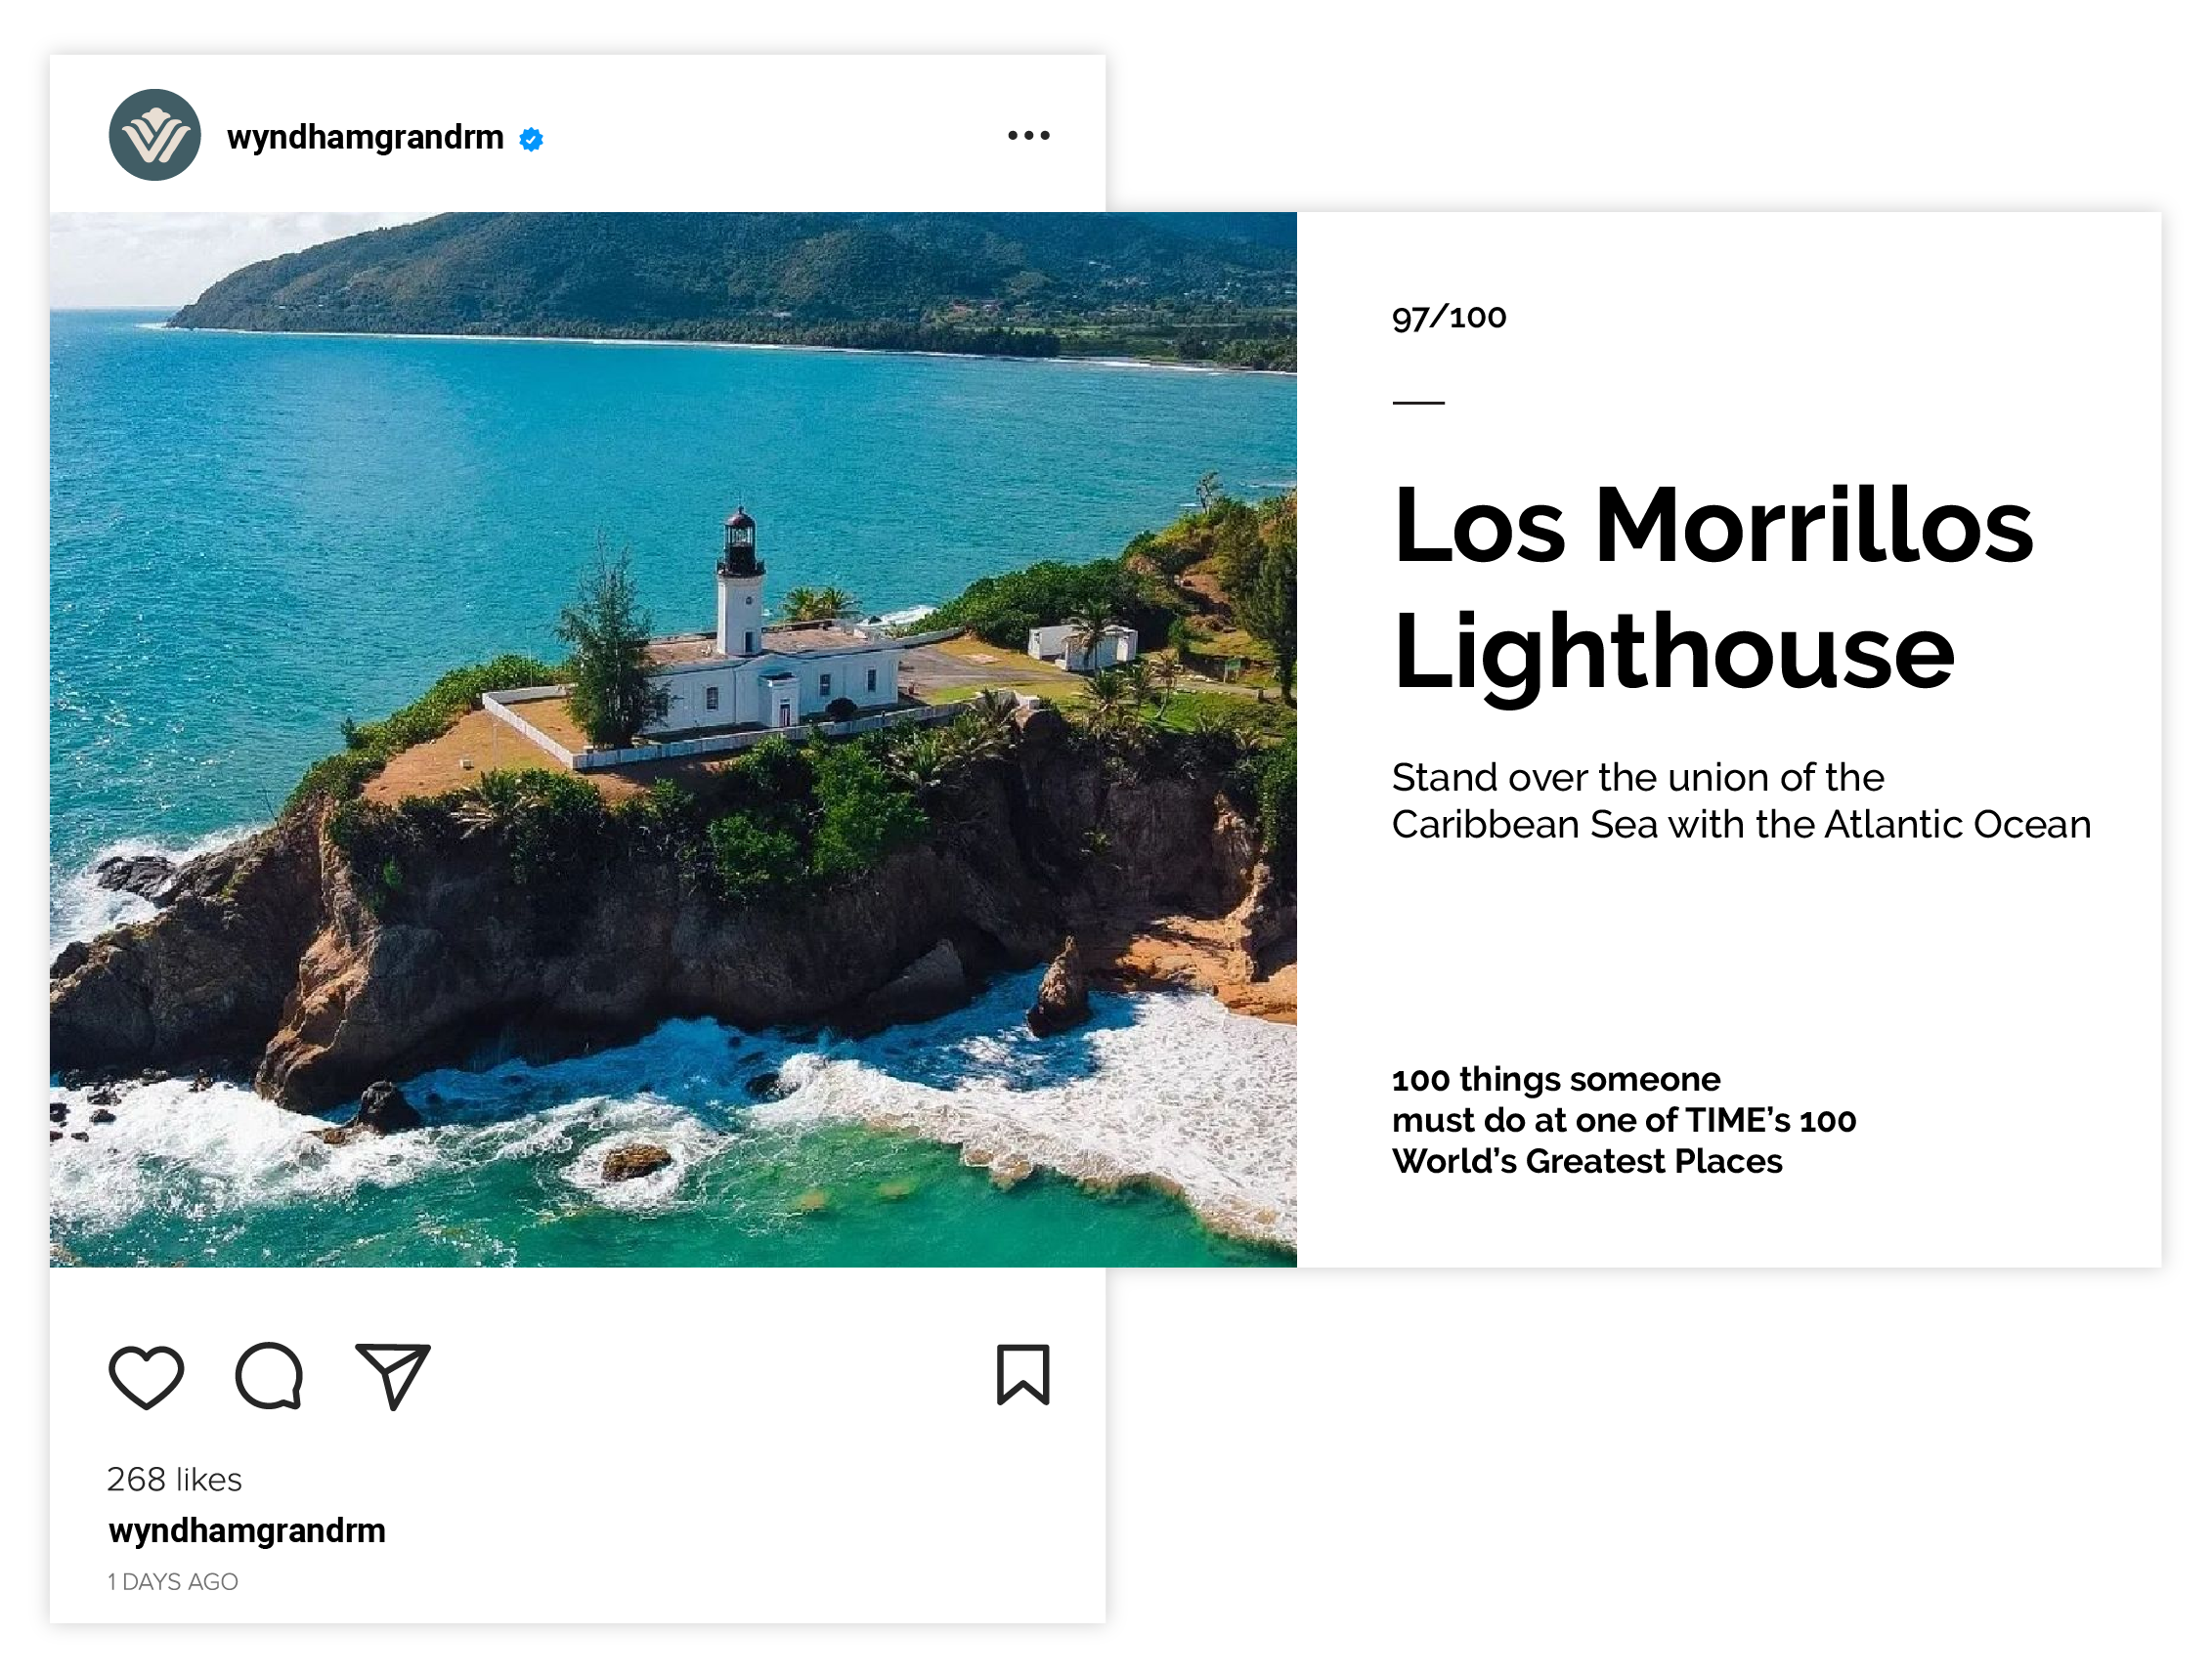 wyndhamgrandrm
97/100
Los Morrillos
Lighthouse
Stand over the union of the
Caribbean Sea with the Atlantic Ocean
100 things someone
must do at one of TIME’s 100
World’s Greatest Places
268 likes
wyndhamgrandrm
1 DAYS AGO